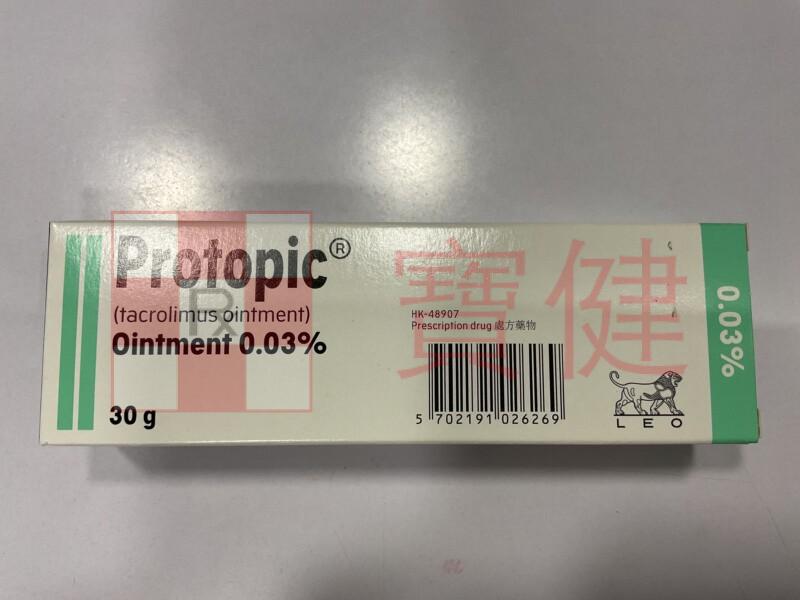 Protopic®
(tacrolimus ointment)
Ointment 0.03%
30 g
Rx
寶健
HK-48907
Prescription drug 處方藥物
5 702191 026269
LEO
0.03%